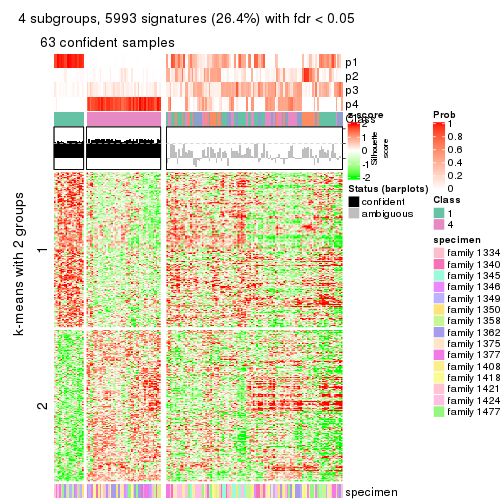 4 subgroups, 5993 signatures (26.4%) with fdr < 0.05
63 confident samples
p1
p2
p3
p4
Class
z-score
2
1
0
-1
-2
Silhouette
score
Status (barplots)
confident
ambiguous
k-means with 2 groups
1
2
specimen
Prob
1
0.8
0.6
0.4
0.2
0
Class
1
4
specimen
family 1334
family 1340
family 1345
family 1346
family 1349
family 1350
family 1358
family 1362
family 1375
family 1377
family 1408
family 1418
family 1421
family 1424
family 1477